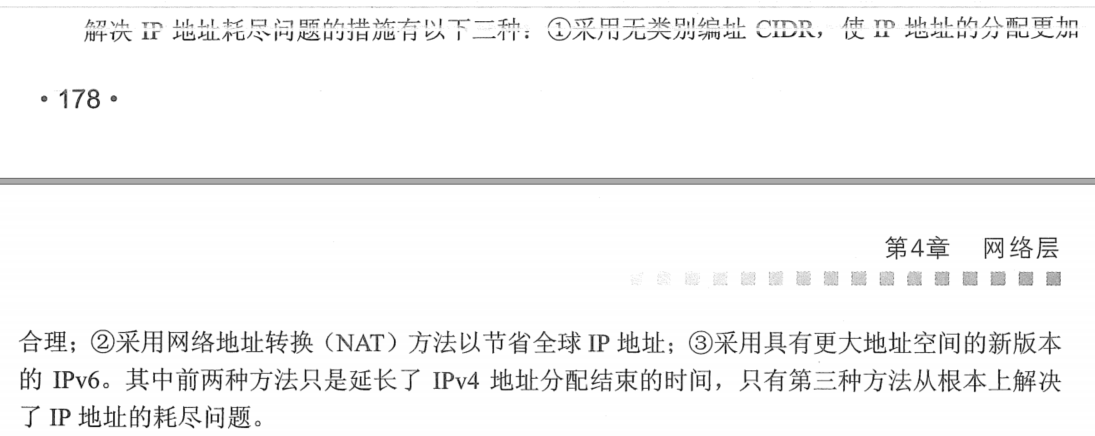 解决 IP 地址耗尽问题的措施有以下三种：①采用无类别编址 CIDR，使 IP 地址的分配更加
• 178 •
第4章 网络层
合理；②采用网络地址转换（NAT）方法以节省全球 IP 地址；③采用具有更大地址空间的新版本
的 IPv6。其中前两种方法只是延长了 IPv4 地址分配结束的时间，只有第三种方法从根本上解决
了 IP 地址的耗尽问题。